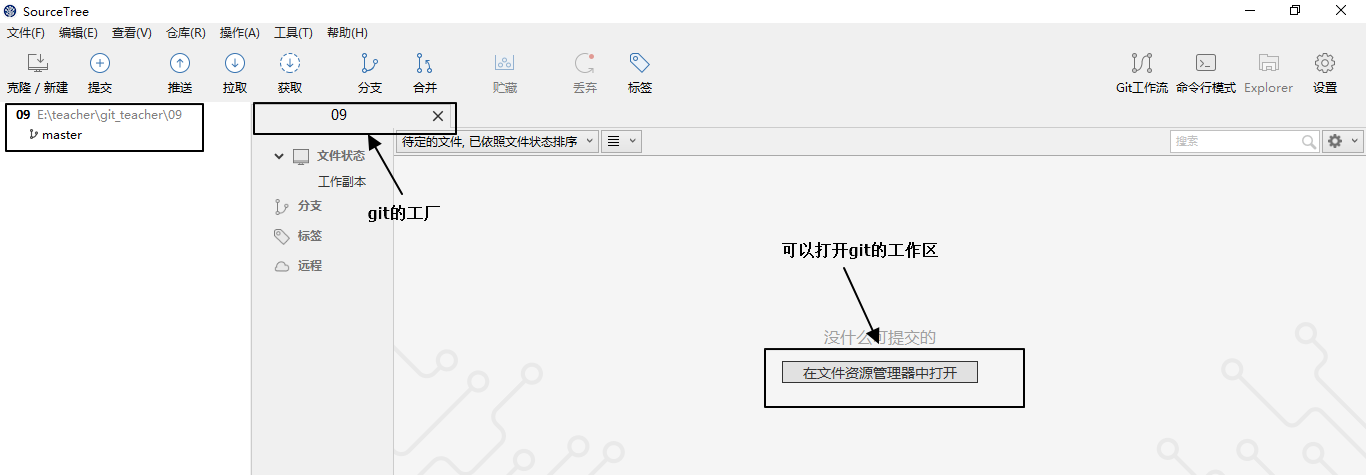 SourceTree
文件(F) 编辑(E) 查看(V) 仓库(R) 操作(A) 工具(T) 帮助(H)
克隆 / 新建 提交 推送 拉取 获取 分支 合并 贮藏 丢弃 标签 Git工作流 命令行模式 Explorer 设置
09 E:\teacher\git_teacher\09
master
09
待定的文件, 已依照文件状态排序 搜索
文件状态
工作副本
分支
git的工厂
标签
远程
可以打开git的工作区
没什么可提交的
在文件资源管理器中打开